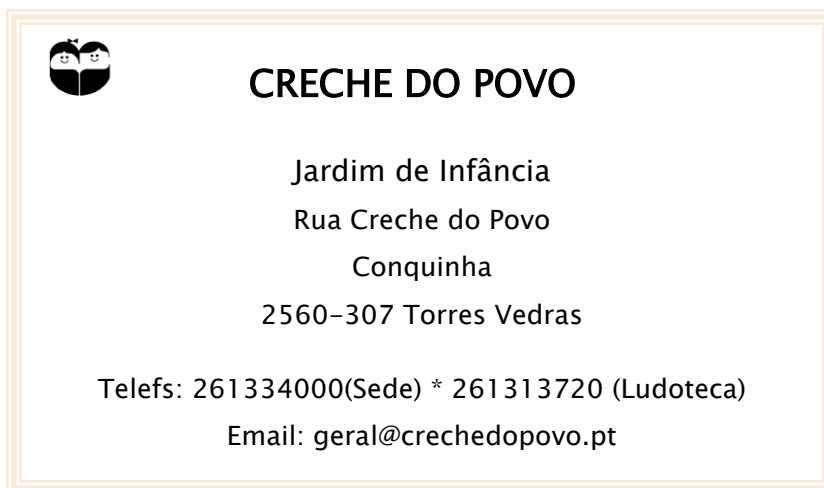 CRECHE DO POVO
Jardim de Infância
Rua Creche do Povo
Conquinha
2560-307 Torres Vedras
Telefs: 261334000(Sede) * 261313720 (Ludoteca)
Email: geral@crechedopovo.pt